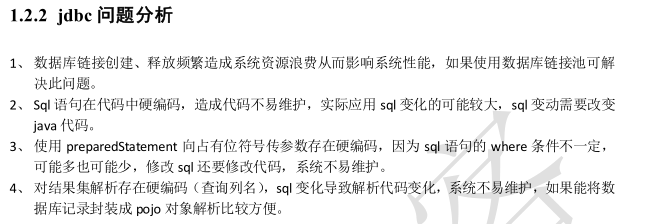 1.2.2 jdbc 问题分析
1、 数据库链接创建、释放频繁造成系统资源浪费从而影响系统性能，如果使用数据库链接池可解
决此问题。
2、 Sql 语句在代码中硬编码，造成代码不易维护，实际应用 sql 变化的可能较大，sql 变动需要改变
java 代码。
3、 使用 preparedStatement 向占有位符号传参数存在硬编码，因为 sql 语句的 where 条件不一定，
可能多也可能少，修改 sql 还要修改代码，系统不易维护。
4、 对结果集解析存在硬编码（查询列名），sql 变化导致解析代码变化，系统不易维护，如果能将数
据库记录封装成 pojo 对象解析比较方便。